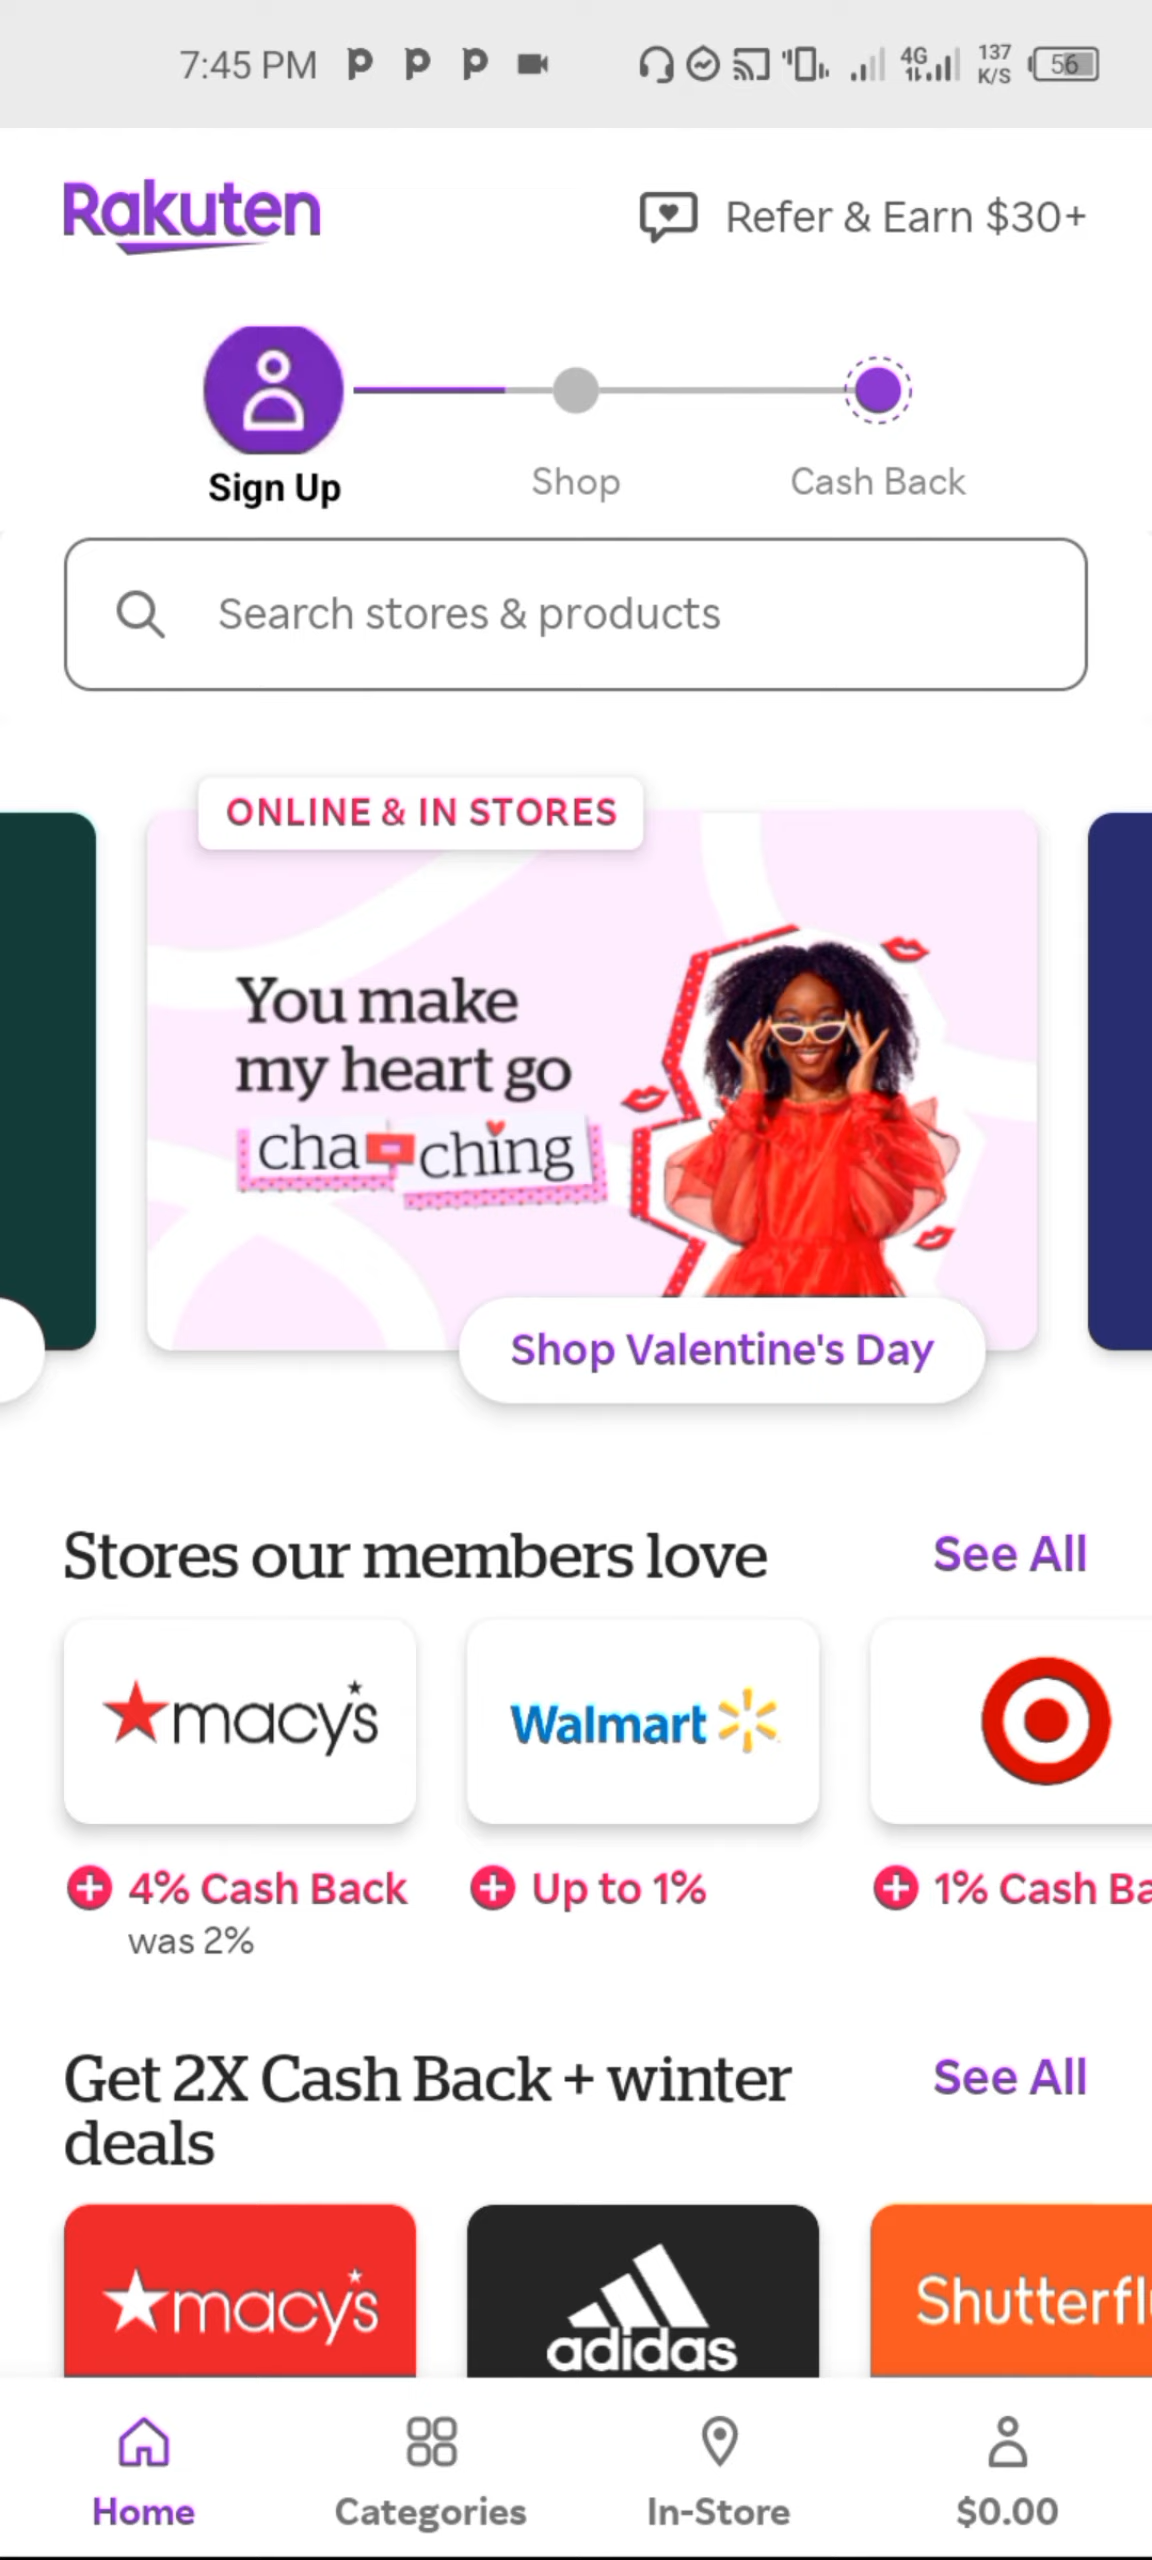 7:45 PM
4G
137
K/S
56
Rakuten
Refer & Earn $30+
Sign Up
Shop
Cash Back
Search stores & products
ONLINE & IN STORES
You make
my heart go
cha ching
Shop Valentine's Day
Stores our members love
See All
macy's
Walmart
4% Cash Back
Up to 1%
1% Cash Ba
was 2%
Get 2X Cash Back + winter
deals
See All
macy's
adidas
Shutterfl
Home
Categories
In-Store
$0.00